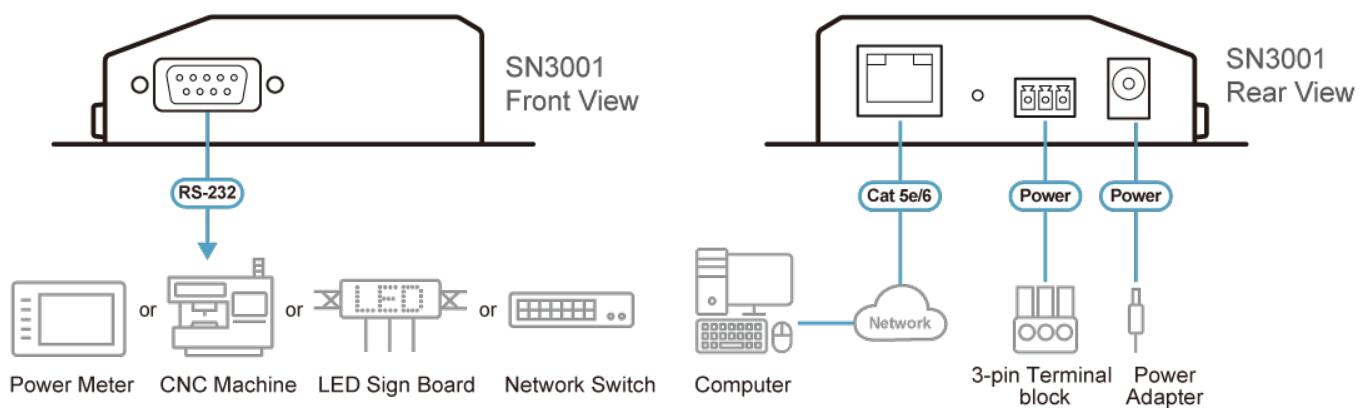 SN3001
Front View
SN3001
Rear View
RS-232
Cat 5e/6
Power
Power
or
or
LED
or
Network
Power Meter
CNC Machine
LED Sign Board
Network Switch
Computer
3-pin Terminal
block
Power
Adapter